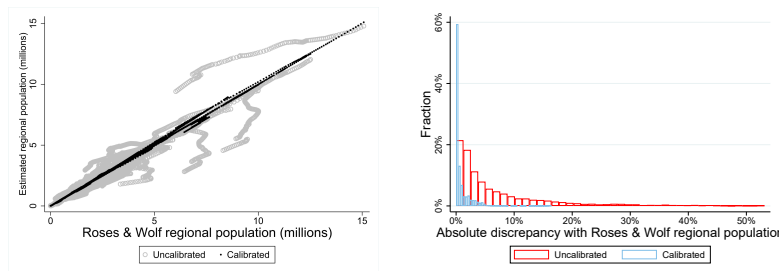 Estimated regional population (millions)
15
10
5
0
0
5
10
15
Roses & Wolf regional population (millions)
Uncalibrated
Calibrated
Fraction
60%
40%
20%
0%
0%
10%
20%
30%
40%
50%
Absolute discrepancy with Roses & Wolf regional population
Uncalibrated
Calibrated